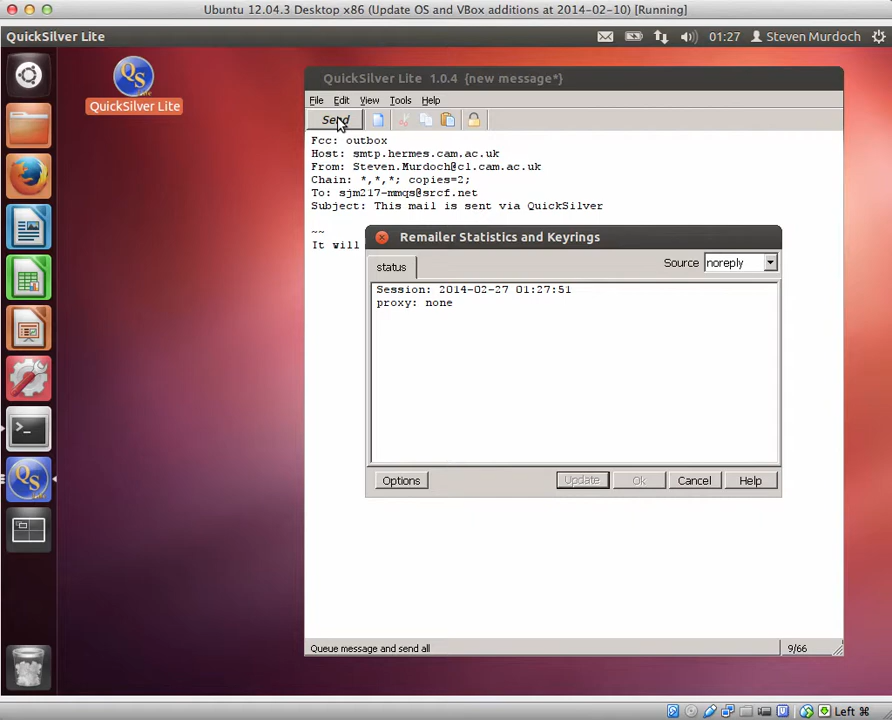 Ubuntu 12.04.3 Desktop x86 (Update OS and VBox additions at 2014-02-10) [Running]
QuickSilver Lite
01:27
Steven Murdoch
QS
Lite
QuickSilver Lite
QuickSilver Lite 1.0.4 {new message*}
File Edit View Tools Help
Send
Fcc: outbox
Host: smtp.hermes.cam.ac.uk
From: Steven.Murdoch@cl.cam.ac.uk
Chain: *,*,*; copies=2;
To: sjm217-mmqs@srcf.net
Subject: This mail is sent via QuickSilver
~~
It will
Remailer Statistics and Keyrings
status
Source noreply
Session: 2014-02-27 01:27:51
proxy: none
Options Update Ok Cancel Help
>_
QS
Lite
Queue message and send all
9/66
Left ⌘